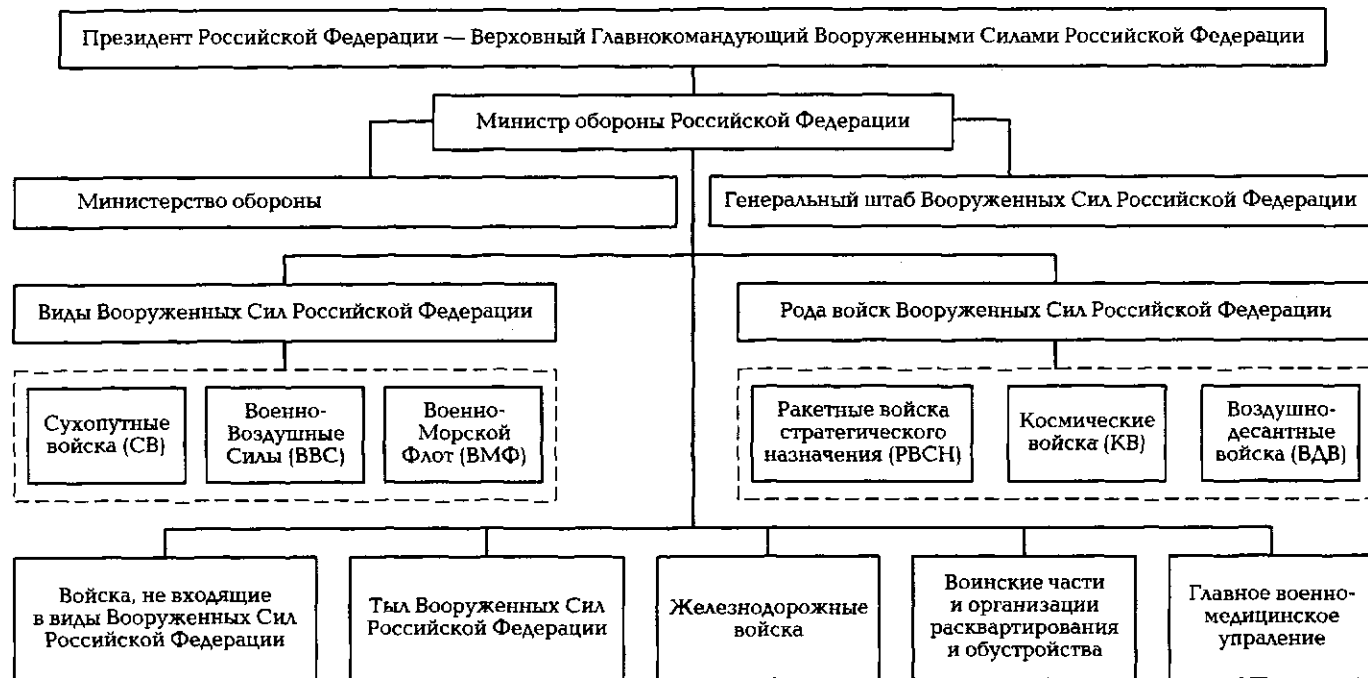 Президент Российской Федерации — Верховный Главнокомандующий Вооруженными Силами Российской Федерации
Министр обороны Российской Федерации
Министерство обороны
Генеральный штаб Вооруженных Сил Российской Федерации
Виды Вооруженных Сил Российской Федерации
Рода войск Вооруженных Сил Российской Федерации
Сухопутные
войска (СВ)
Военно-
Воздушные
Силы (ВВС)
Военно-
Морской
Флот (ВМФ)
Ракетные войска
стратегического
назначения (РВСН)
Космические
войска (КВ)
Воздушно-
десантные
войска (ВДВ)
Войска, не входящие
в виды Вооруженных Сил
Российской Федерации
Тыл Вооруженных Сил
Российской Федерации
Железнодорожные
войска
Воинские части
и организации
расквартирования
и обустройства
Главное военно-
медицинское
упраление